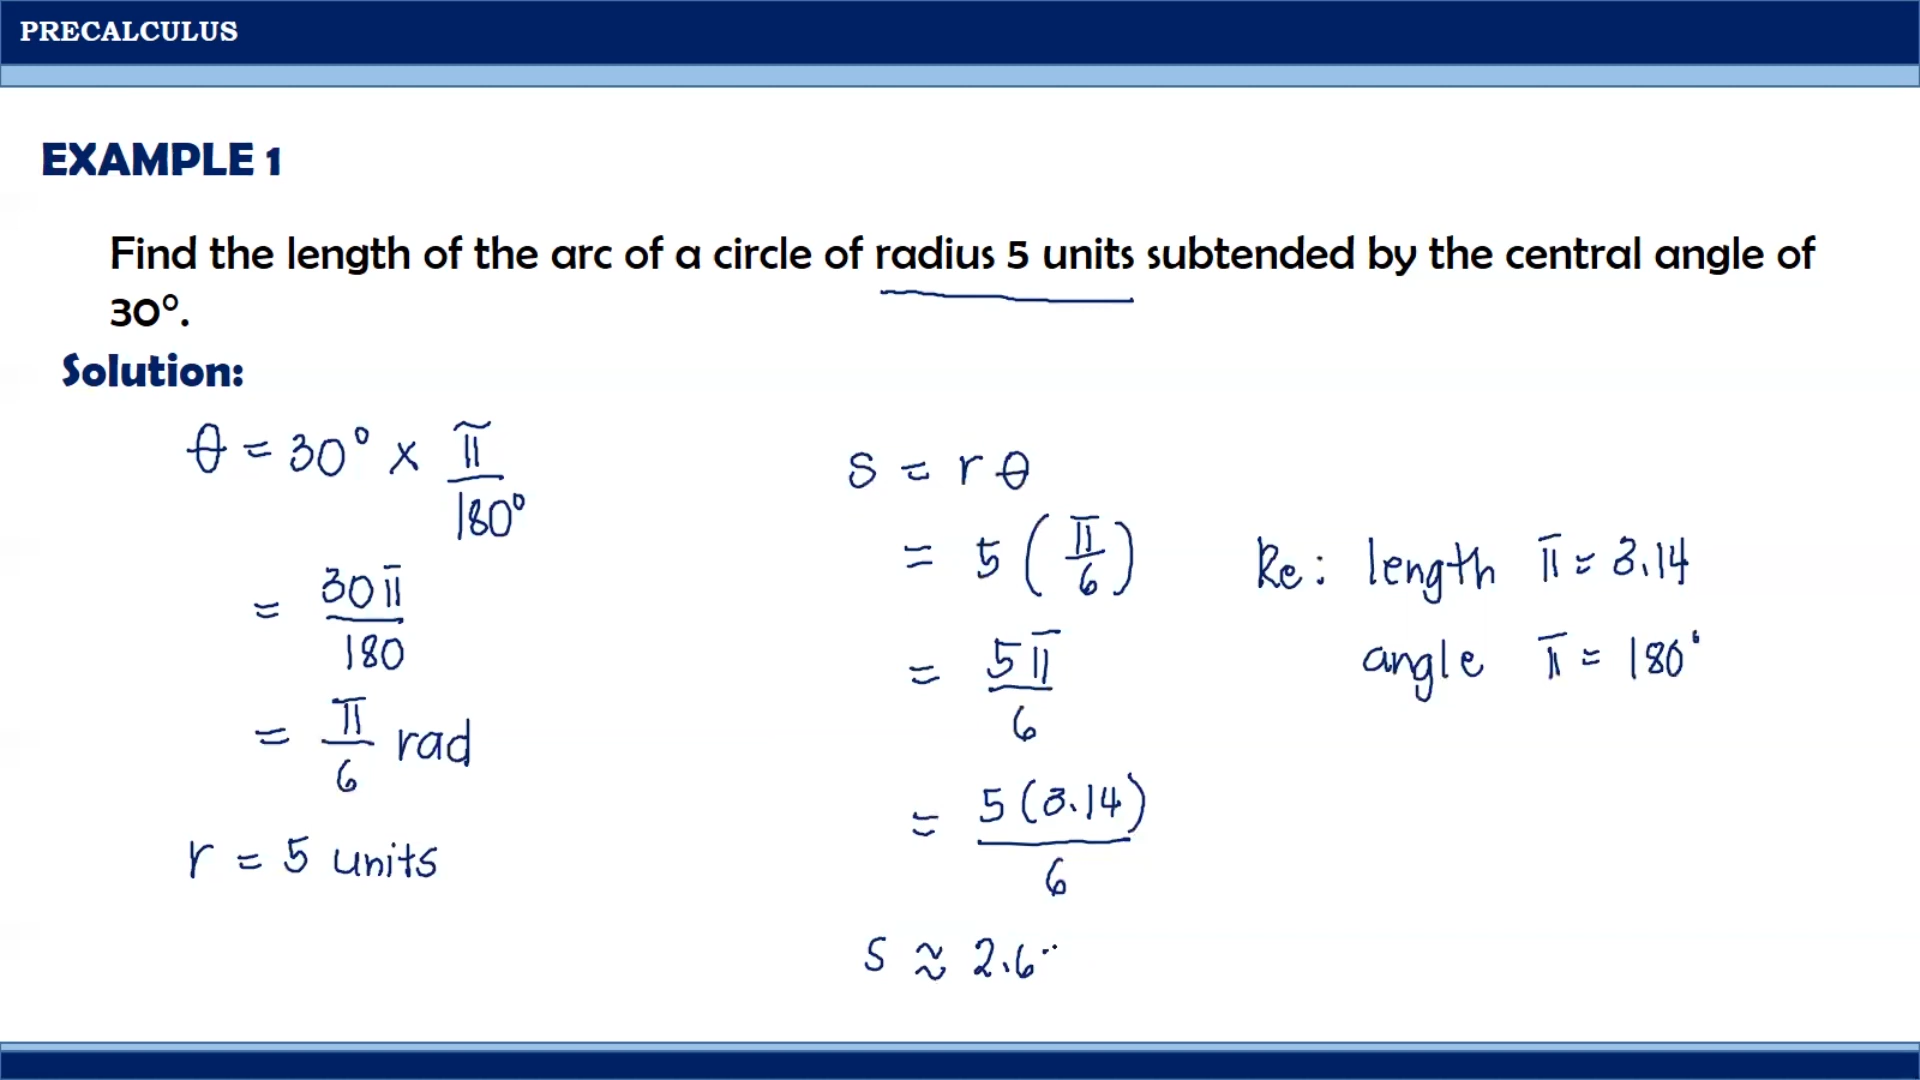 PRECALCULUS
EXAMPLE 1
Find the length of the arc of a circle of radius 5 units subtended by the central angle of
30°.
Solution:
θ = 30° × π/180°
= 30π/180
= π/6 rad
r = 5 units
s = r θ
= 5 (π/6)
= 5π/6
= 5(3.14)/6
s ≈ 2.6
Re: length π = 3.14
angle π = 180°